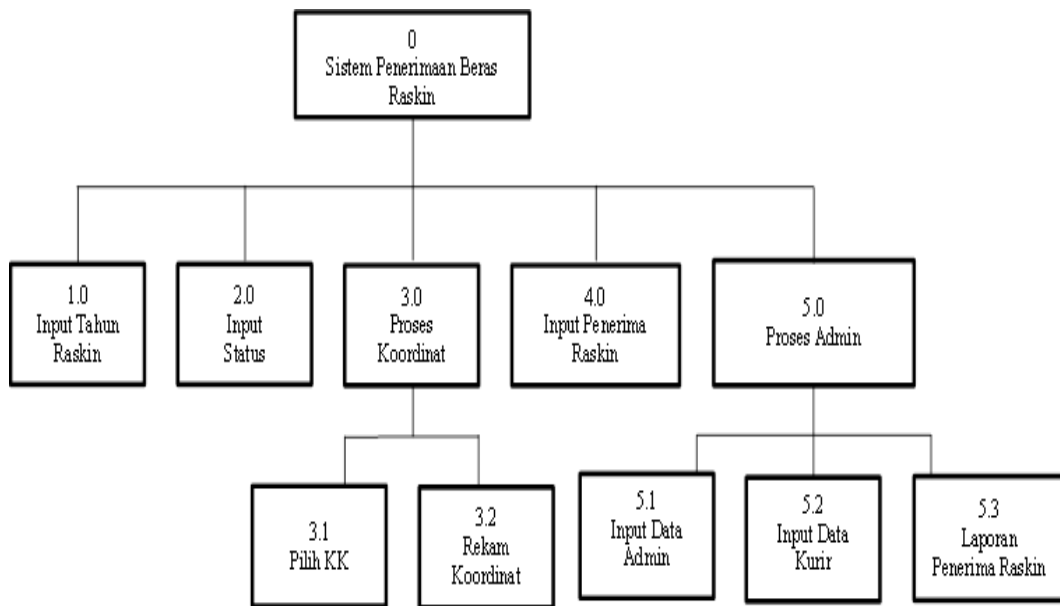 0
Sistem Penerimaan Beras
Raskin
1.0
Input Tahun
Raskin
2.0
Input
Status
3.0
Proses
Koordinat
4.0
Input Penerima
Raskin
5.0
Proses Admin
3.1
Pilih KK
3.2
Rekam
Koordinat
5.1
Input Data
Admin
5.2
Input Data
Kurir
5.3
Laporan
Penerima Raskin